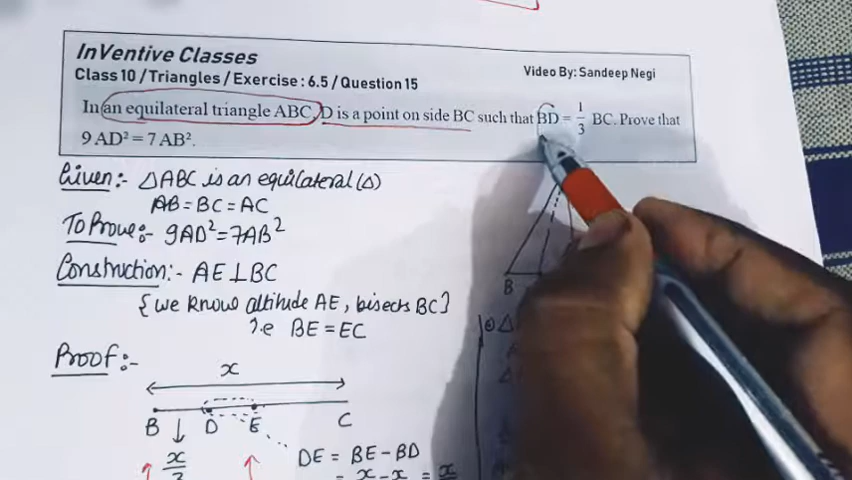 InVentive Classes
Class 10 / Triangles / Exercise : 6.5 / Question 15
Video By: Sandeep Negi
In an equilateral triangle ABC, D is a point on side BC such that BD = 1/3 BC. Prove that
9 AD² = 7 AB².
Given:- △ABC is an equilateral (△)
AB = BC = AC
To Prove:- 9AD² = 7AB²
Construction:- AE⊥BC
{we know altitude AE, bisects BC}
i.e BE = EC
Proof:-
x
B D E C
x/3
DE = BE - BD
= x - x = x
B